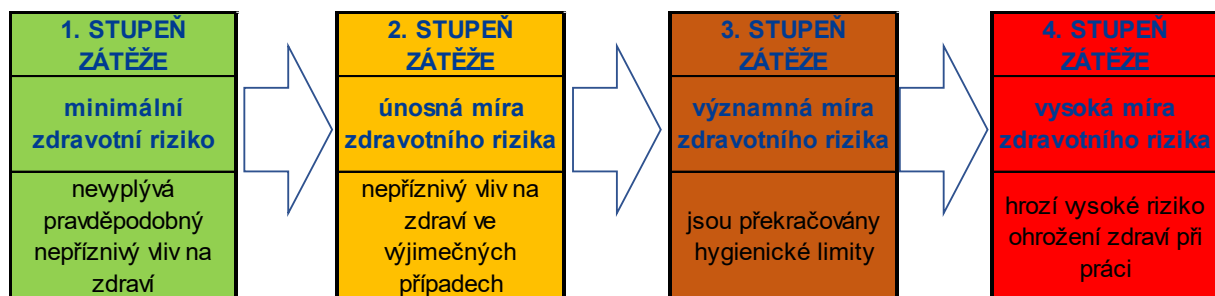 1. STUPEŇ
ZÁTĚŽE
minimální
zdravotní riziko
nevyplývá
pravděpodobný
nepříznivý vliv na
zdraví
2. STUPEŇ
ZÁTĚŽE
únosná míra
zdravotního rizika
nepříznivý vliv na
zdraví ve
výjimečných
případech
3. STUPEŇ
ZÁTĚŽE
významná míra
zdravotního rizika
jsou překračovány
hygienické limity
4. STUPEŇ
ZÁTĚŽE
vysoká míra
zdravotního rizika
hrozí vysoké riziko
ohrožení zdraví při
práci